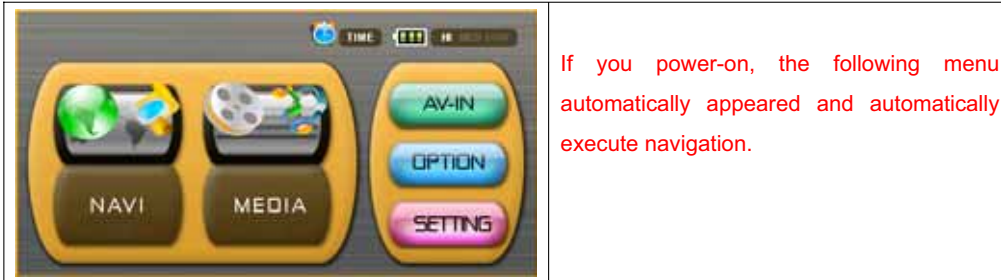 TIME
HI
AV-IN
OPTION
SETTING
NAVI
MEDIA
If you power-on, the following menu
automatically appeared and automatically
execute navigation.